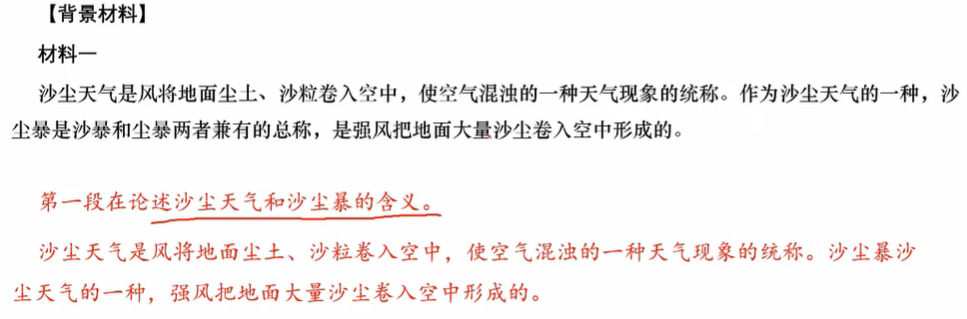 【背景材料】
材料一
沙尘天气是风将地面尘土、沙粒卷入空中，使空气混浊的一种天气现象的统称。作为沙尘天气的一种，沙
尘暴是沙暴和尘暴两者兼有的总称，是强风把地面大量沙尘卷入空中形成的。
第一段在论述沙尘天气和沙尘暴的含义。
沙尘天气是风将地面尘土、沙粒卷入空中，使空气混浊的一种天气现象的统称。沙尘暴沙
尘天气的一种，强风把地面大量沙尘卷入空中形成的。